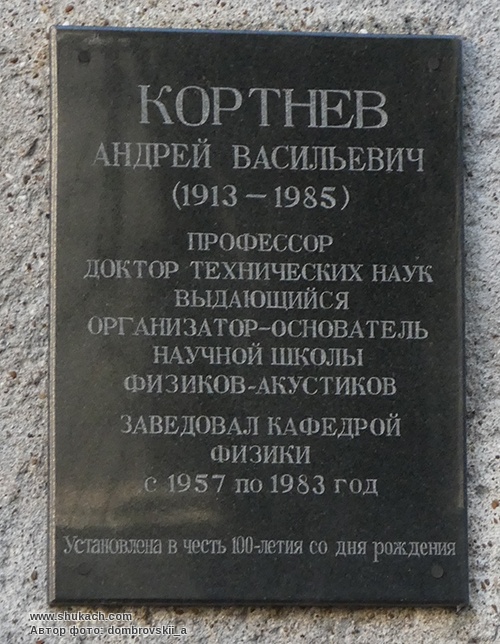 КОРТНЕВ
АНДРЕЙ ВАСИЛЬЕВИЧ
(1913 – 1985)
ПРОФЕССОР
ДОКТОР ТЕХНИЧЕСКИХ НАУК
ВЫДАЮЩИЙСЯ
ОРГАНИЗАТОР-ОСНОВАТЕЛЬ
НАУЧНОЙ ШКОЛЫ
ФИЗИКОВ-АКУСТИКОВ
ЗАВЕДОВАЛ КАФЕДРОЙ
ФИЗИКИ
с 1957 по 1983 год
Установлена в честь 100-летия со дня рождения
www.shukach.com
Автор фото: dombrovskii_a